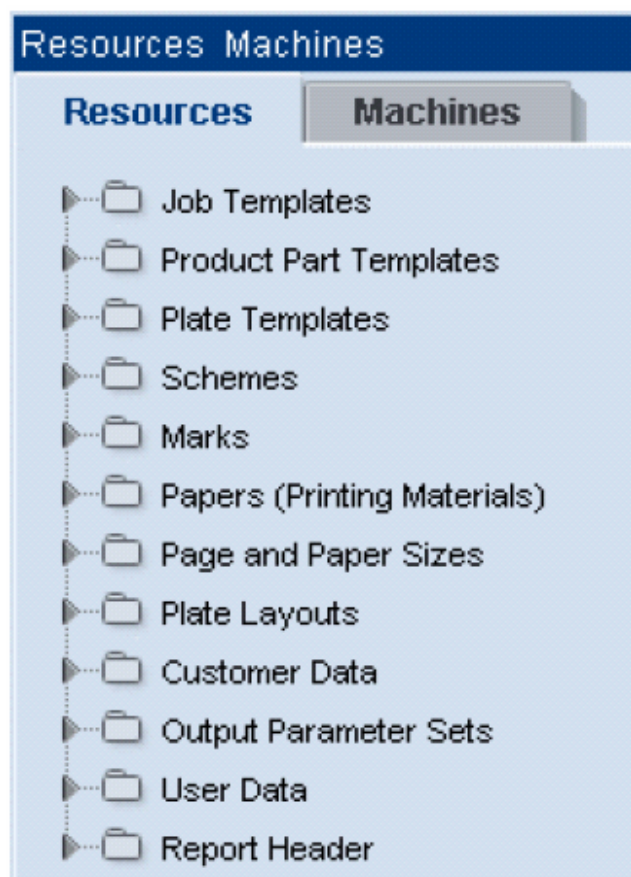 Resources Machines
Resources Machines
Job Templates
Product Part Templates
Plate Templates
Schemes
Marks
Papers (Printing Materials)
Page and Paper Sizes
Plate Layouts
Customer Data
Output Parameter Sets
User Data
Report Header